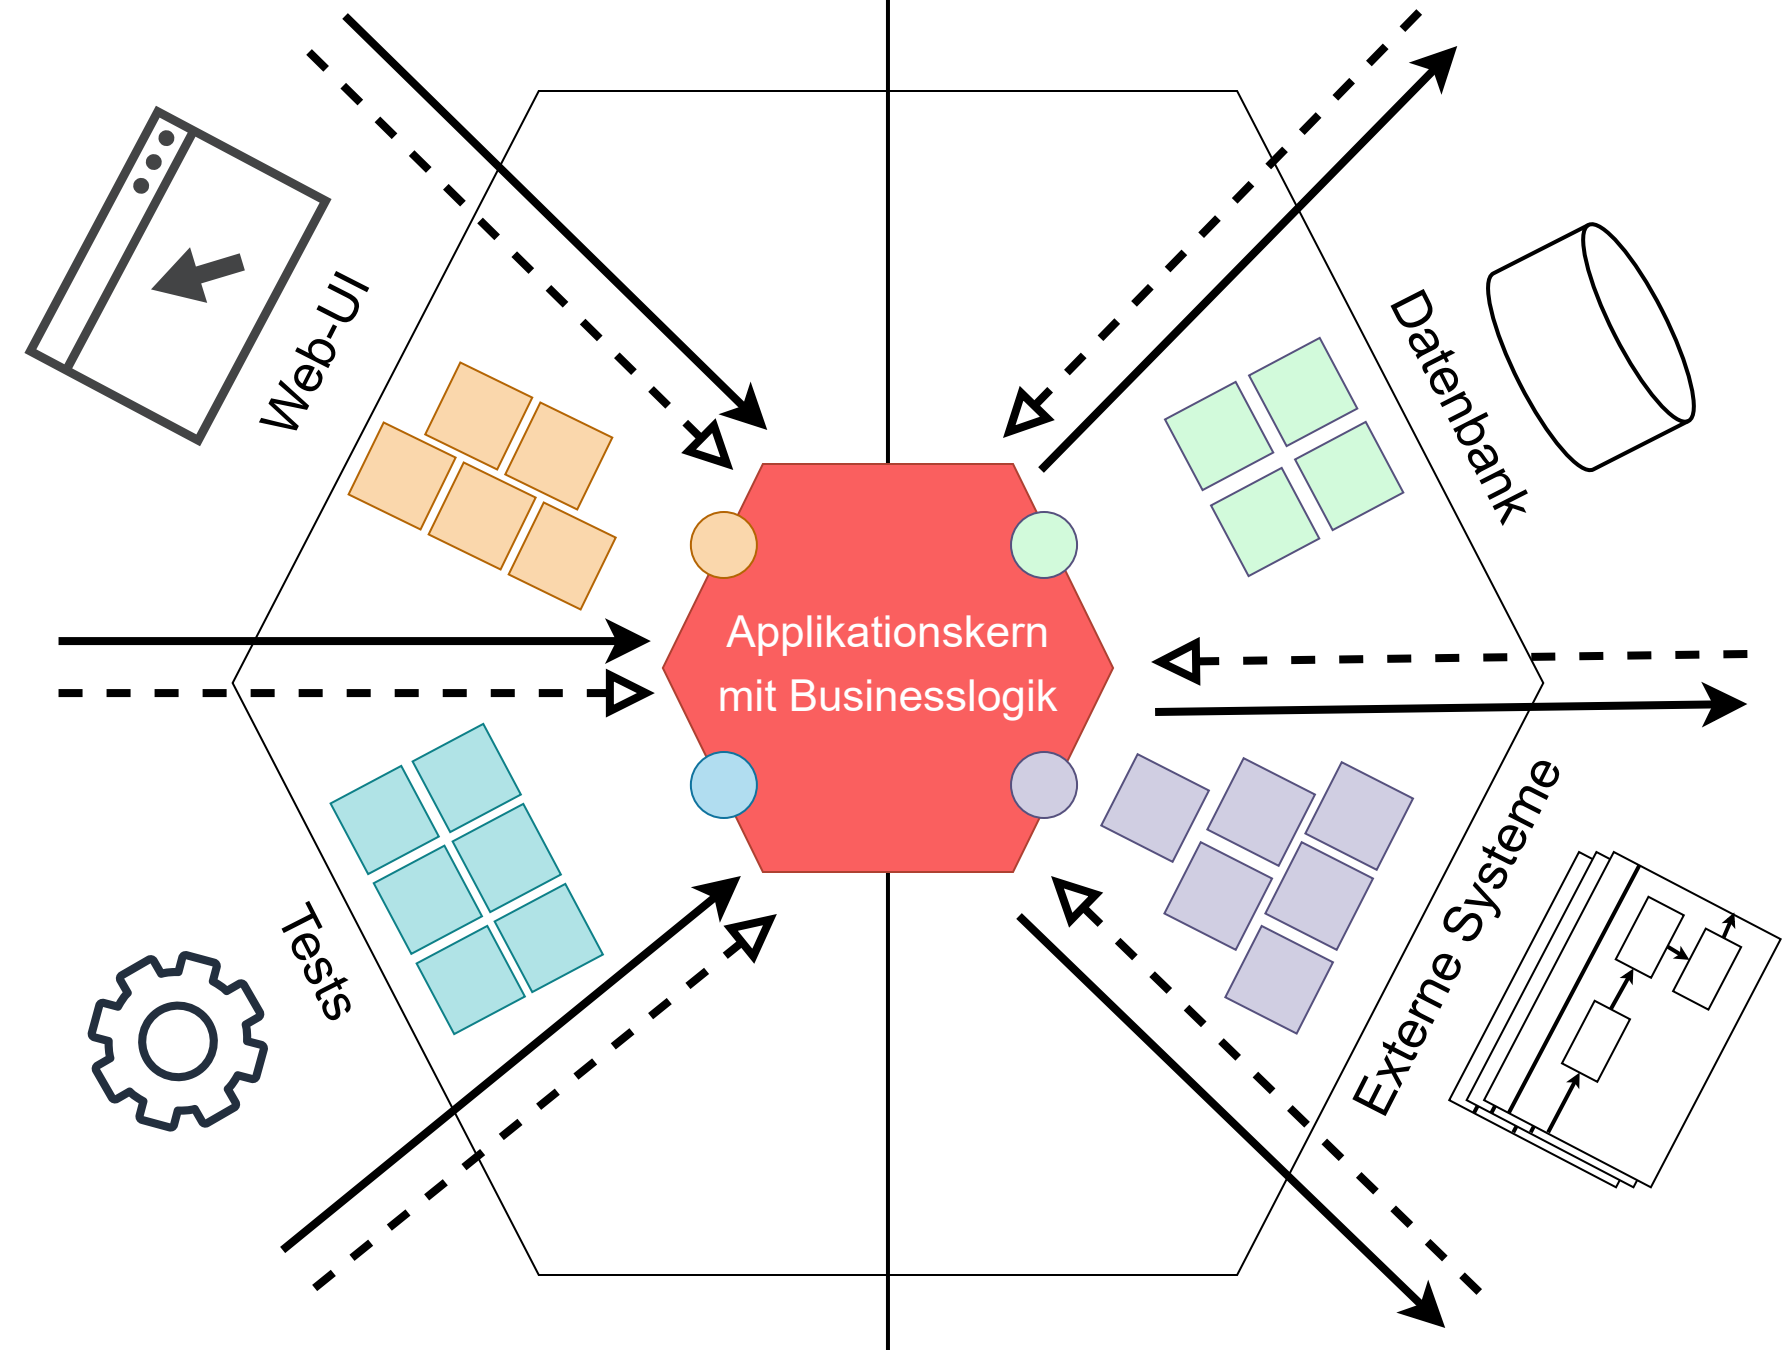 Web-UI
Datenbank
Applikationskern
mit Businesslogik
Tests
Externe Systeme